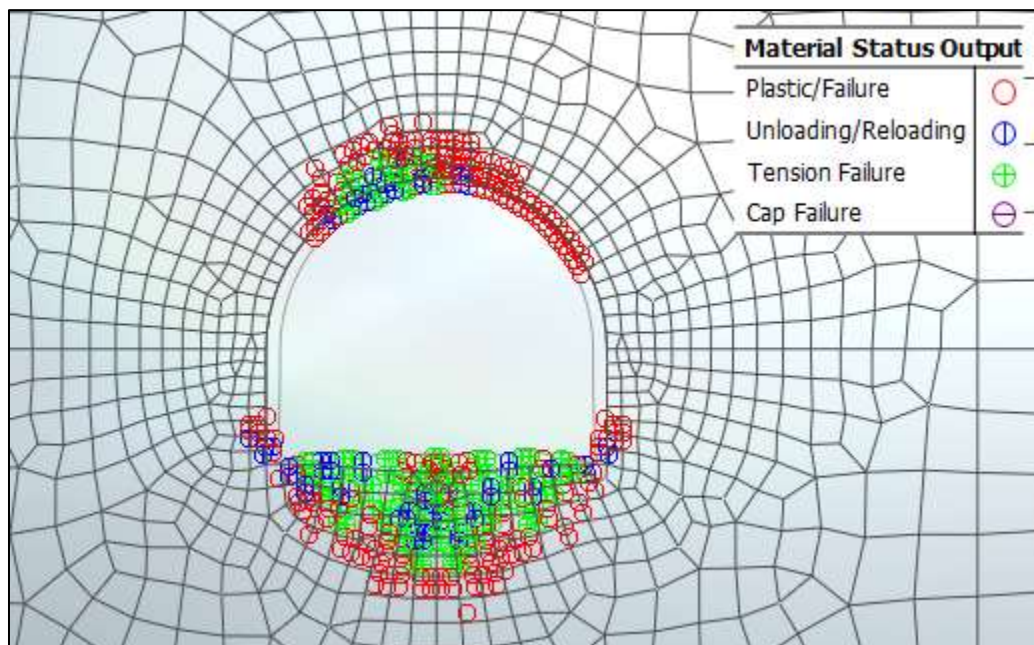 Material Status Output
Plastic/Failure
Unloading/Reloading
Tension Failure
Cap Failure